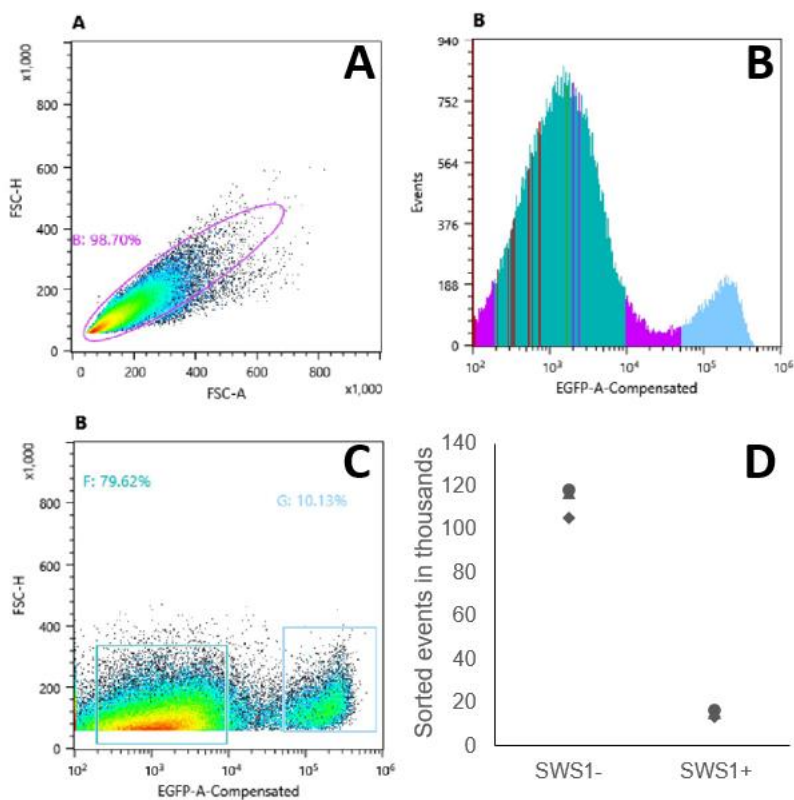 A
A
x1,000
800
600
400
200
0
FSC-H
B: 98.70%
0 200 400 600 800
x1,000
FSC-A
B
B
940
752
564
376
188
0
Events
10² 10³ 10⁴ 10⁵ 10⁶
EGFP-A-Compensated
B
C
x1,000
800
600
400
200
0
FSC-H
F: 79.62%
G: 10.13%
10² 10³ 10⁴ 10⁵ 10⁶
EGFP-A-Compensated
D
140
120
100
80
60
40
20
0
Sorted events in thousands
SWS1- SWS1+